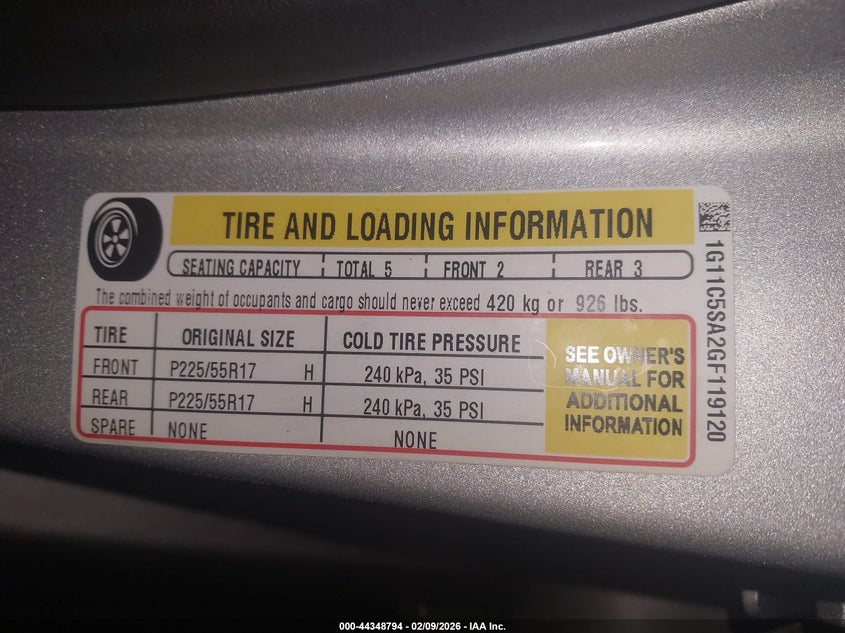 TIRE AND LOADING INFORMATION
SEATING CAPACITY TOTAL 5 FRONT 2 REAR 3
The combined weight of occupants and cargo should never exceed 420 kg or 926 lbs.
TIRE ORIGINAL SIZE COLD TIRE PRESSURE
FRONT P225/55R17 H 240 kPa, 35 PSI
REAR P225/55R17 H 240 kPa, 35 PSI
SPARE NONE NONE
SEE OWNER'S
MANUAL FOR
ADDITIONAL
INFORMATION
1G11C5SA2GF119120
000-44348794 - 02/09/2026 - IAA Inc.